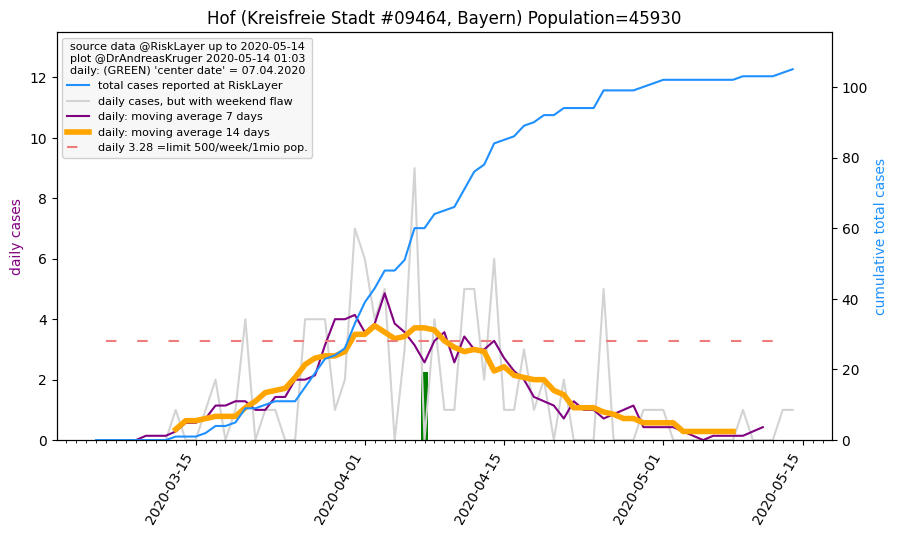 Hof (Kreisfreie Stadt #09464, Bayern) Population=45930
source data @RiskLayer up to 2020-05-14
plot @DrAndreasKruger 2020-05-14 01:03
daily: (GREEN) 'center date' = 07.04.2020
total cases reported at RiskLayer
daily cases, but with weekend flaw
daily: moving average 7 days
daily: moving average 14 days
daily 3.28 =limit 500/week/1mio pop.
daily cases
12
10
8
6
4
2
0
cumulative total cases
100
80
60
40
20
0
2020-03-15
2020-04-01
2020-04-15
2020-05-01
2020-05-15